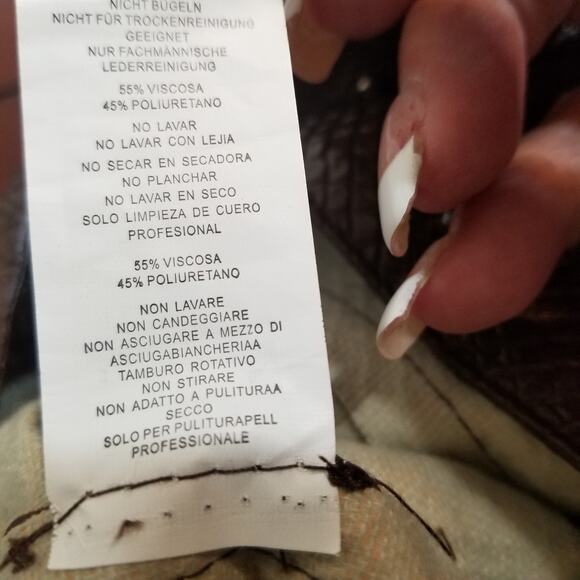 NICHT BÜGELN
NICHT FÜR TROCKENREINIGUNG
GEEIGNET
NUR FACHMÄNNISCHE
LEDERREINIGUNG
55% VISCOSA
45% POLIURETANO
NO LAVAR
NO LAVAR CON LEJIA
NO SECAR EN SECADORA
NO PLANCHAR
NO LAVAR EN SECO
SOLO LIMPIEZA DE CUERO
PROFESIONAL
55% VISCOSA
45% POLIURETANO
NON LAVARE
NON CANDEGGIARE
NON ASCIUGARE A MEZZO DI
ASCIUGABIANCHERIAA
TAMBURO ROTATIVO
NON STIRARE
NON ADATTO A PULITURAA
SECCO
SOLO PER PULITURAPELL
PROFESSIONALE